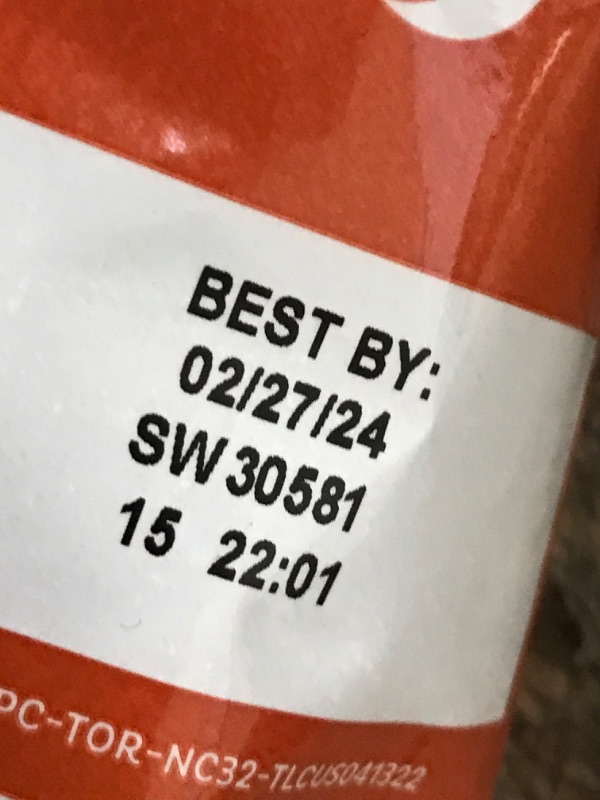 BEST BY:
02/27/24
SW 30581
15 22:01
PC-TOR-NC32-TLCUS041322